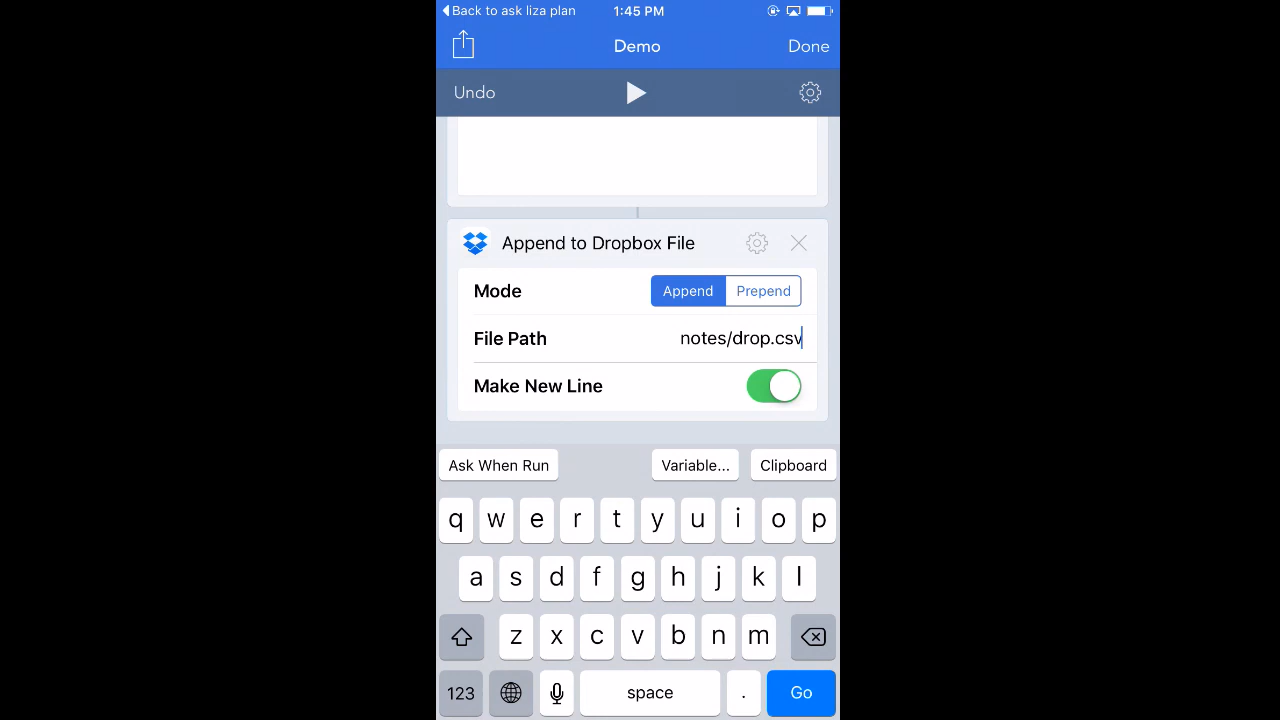 Back to ask liza plan 1:45 PM
Demo Done
Undo
Append to Dropbox File
Mode Append Prepend
File Path notes/drop.csv
Make New Line
Ask When Run Variable... Clipboard
q w e r t y u i o p
a s d f g h j k l
z x c v b n m
123 space . Go